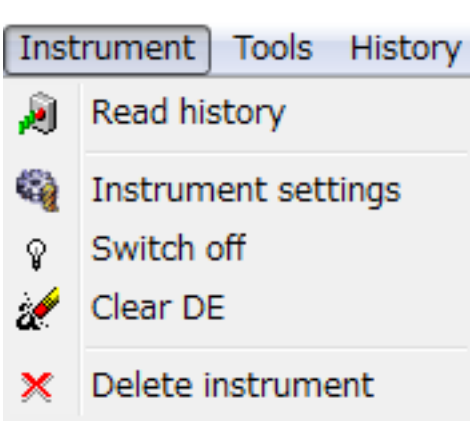 Instrument Tools History
Read history
Instrument settings
Switch off
Clear DE
Delete instrument